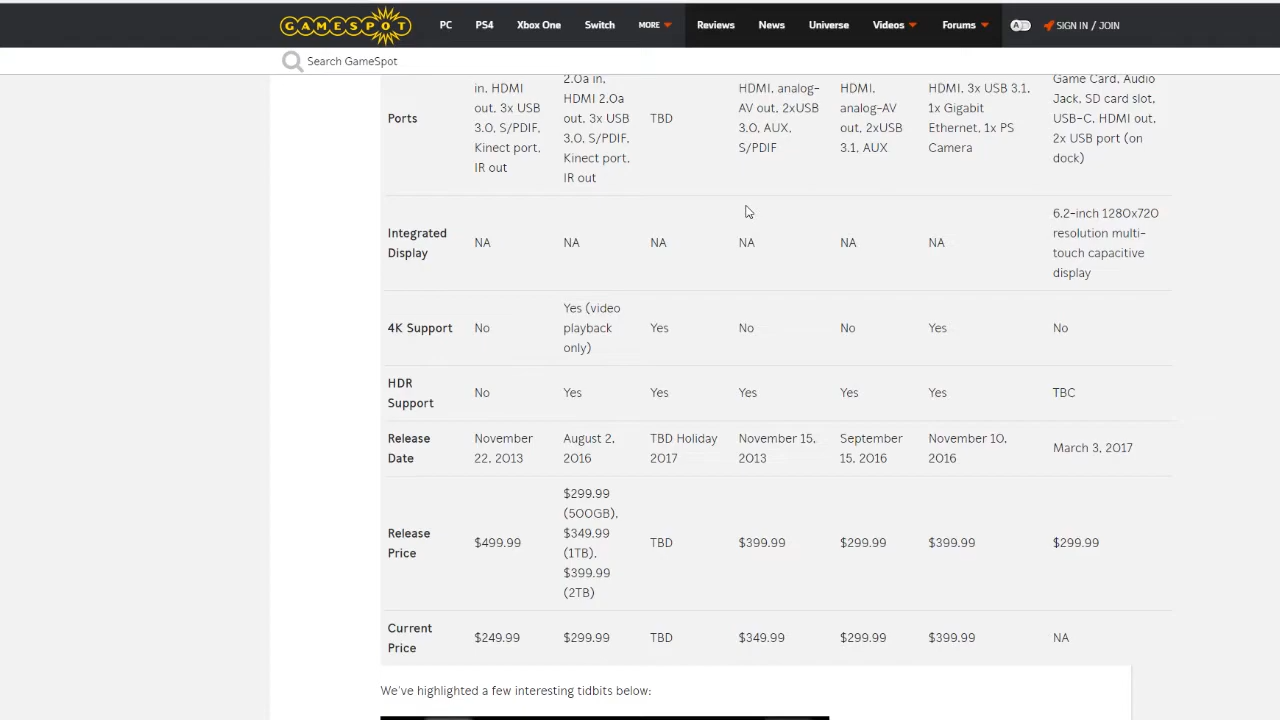 GAMESPOT
PC PS4 Xbox One Switch MORE Reviews News Universe Videos Forums SIGN IN / JOIN
Search GameSpot
Ports
in, HDMI
out, 3x USB
3.0, S/PDIF,
Kinect port,
IR out
2.0a in,
HDMI 2.0a
out, 3x USB
3.0, S/PDIF,
Kinect port,
IR out
TBD
HDMI, analog-
AV out, 2xUSB
3.0, AUX,
S/PDIF
HDMI,
analog-AV
out, 2xUSB
3.1, AUX
HDMI, 3x USB 3.1,
1x Gigabit
Ethernet, 1x PS
Camera
Game Card, Audio
Jack, SD card slot,
USB-C, HDMI out,
2x USB port (on
dock)
Integrated
Display
NA
NA
NA
NA
NA
NA
6.2-inch 1280x720
resolution multi-
touch capacitive
display
4K Support
No
Yes (video
playback
only)
Yes
No
No
Yes
No
HDR
Support
No
Yes
Yes
Yes
Yes
Yes
TBC
Release
Date
November
22, 2013
August 2,
2016
TBD Holiday
2017
November 15,
2013
September
15, 2016
November 10,
2016
March 3, 2017
Release
Price
$499.99
$299.99
(500GB),
$349.99
(1TB),
$399.99
(2TB)
TBD
$399.99
$299.99
$399.99
$299.99
Current
Price
$249.99
$299.99
TBD
$349.99
$299.99
$399.99
NA
We've highlighted a few interesting tidbits below: